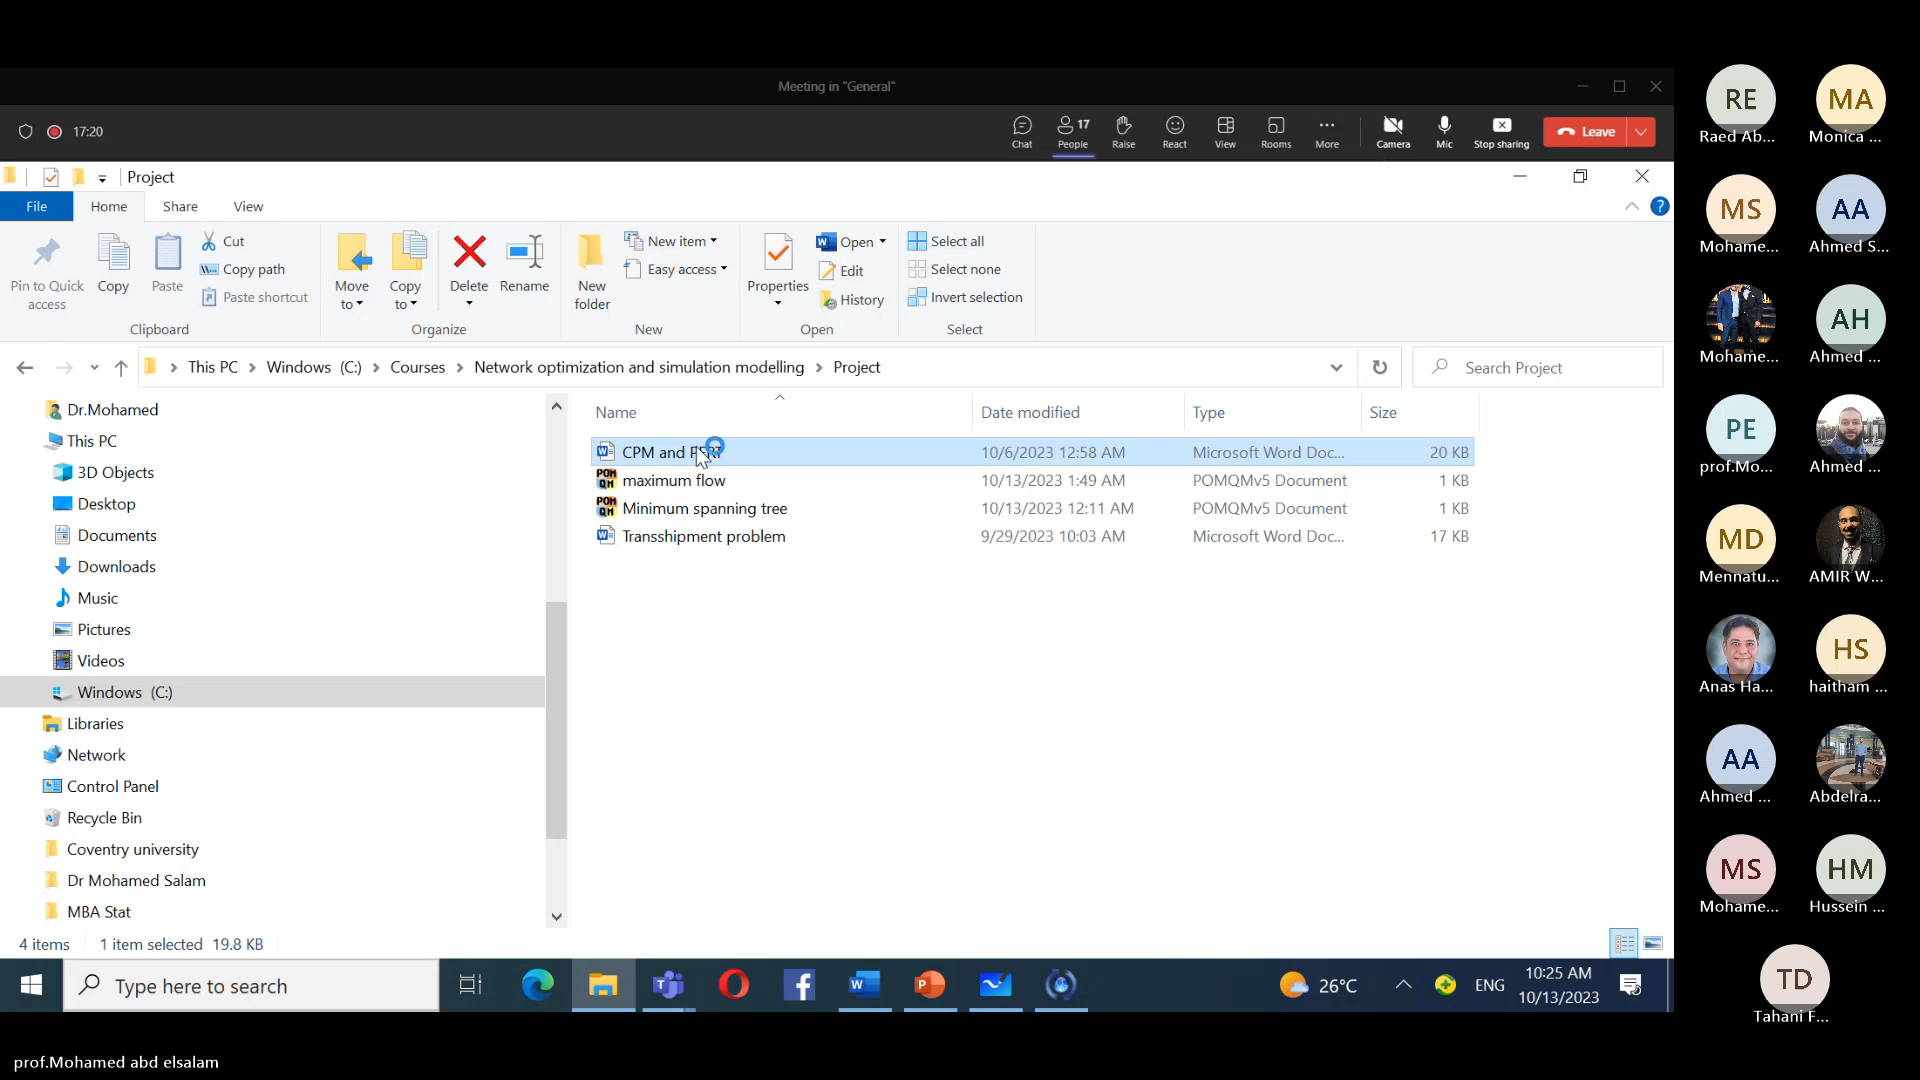 Meeting in "General"
17:20
Chat
17
People
Raise
React
View
Rooms
More
Camera
Mic
Stop sharing
Leave
Project
File
Home
Share
View
Pin to Quick access
Copy
Paste
Cut
Copy path
Paste shortcut
Clipboard
Move to
Copy to
Delete
Rename
Organize
New folder
New item
Easy access
New
Properties
Open
Edit
History
Open
Select all
Select none
Invert selection
Select
This PC
Windows (C:)
Courses
Network optimization and simulation modelling
Project
Search Project
Dr.Mohamed
This PC
3D Objects
Desktop
Documents
Downloads
Music
Pictures
Videos
Windows (C:)
Libraries
Network
Control Panel
Recycle Bin
Coventry university
Dr Mohamed Salam
MBA Stat
Name Date modified Type Size
CPM and PERT 10/6/2023 12:58 AM Microsoft Word Doc... 20 KB
maximum flow 10/13/2023 1:49 AM POMQMv5 Document 1 KB
Minimum spanning tree 10/13/2023 12:11 AM POMQMv5 Document 1 KB
Transshipment problem 9/29/2023 10:03 AM Microsoft Word Doc... 17 KB
4 items 1 item selected 19.8 KB
Type here to search
26°C
ENG
10:25 AM
10/13/2023
prof.Mohamed abd elsalam
RE
Raed Ab...
MA
Monica ...
MS
Mohame...
AA
Ahmed S...
Mohame...
AH
Ahmed ...
PE
prof.Mo...
Ahmed ...
MD
Mennatu...
AMIR W...
Anas Ha...
HS
haitham ...
AA
Ahmed ...
Abdelra...
MS
Mohame...
HM
Hussein ...
TD
Tahani F...